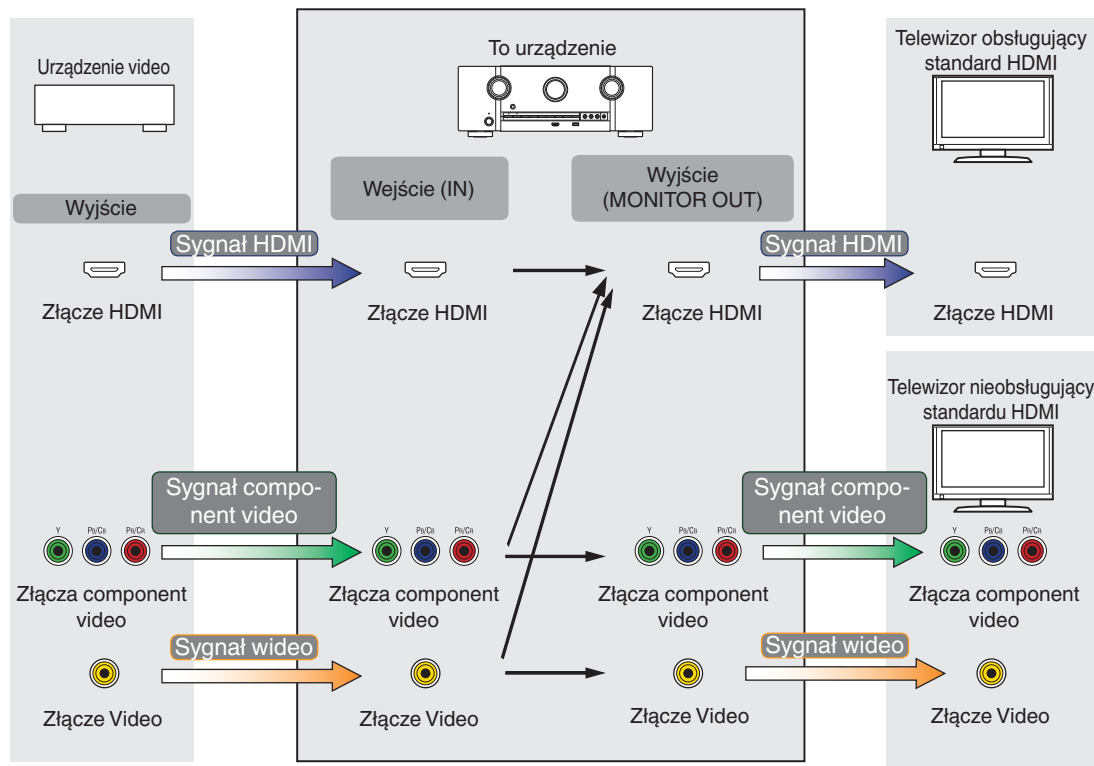 Urządzenie video
To urządzenie
Telewizor obsługujący
standard HDMI
Wyjście
Wejście (IN)
Wyjście
(MONITOR OUT)
Sygnał HDMI
Sygnał HDMI
Złącze HDMI
Złącze HDMI
Złącze HDMI
Złącze HDMI
Telewizor nieobsługujący
standardu HDMI
Sygnał compo-
nent video
Sygnał compo-
nent video
Y PB/CB PR/CR
Y PB/CB PR/CR
Y PB/CB PR/CR
Y PB/CB PR/CR
Złącza component
video
Złącza component
video
Złącza component
video
Złącza component
video
Sygnał wideo
Sygnał wideo
Złącze Video
Złącze Video
Złącze Video
Złącze Video